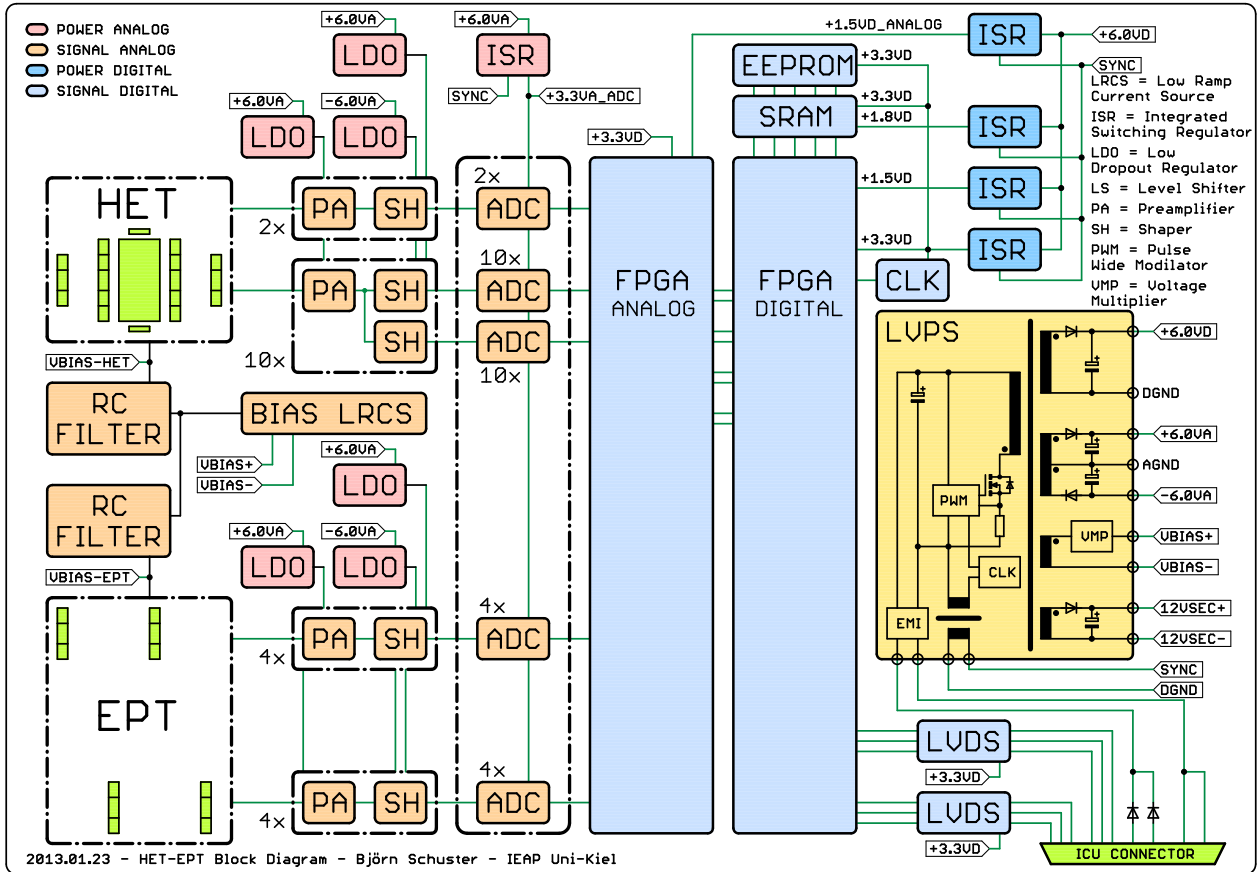 POWER ANALOG
SIGNAL ANALOG
POWER DIGITAL
SIGNAL DIGITAL
+6.0VA
LDO
+6.0VA
ISR
SYNC
+3.3VA_ADC
+6.0VA
LDO
-6.0VA
LDO
+1.5VD_ANALOG
ISR
+6.0VD
SYNC
EEPROM
+3.3VD
SRAM
+3.3VD
+1.8VD
ISR
+3.3VD
+1.5VD
ISR
+3.3VD
ISR
CLK
LRCS = Low Ramp
Current Source
ISR = Integrated
Switching Regulator
LDO = Low
Dropout Regulator
LS = Level Shifter
PA = Preamplifier
SH = Shaper
PWM = Pulse
Wide Modilator
VMP = Voltage
Multiplier
HET
PA
SH
2x
2x
ADC
PA
SH
SH
10x
10x
ADC
ADC
10x
FPGA
ANALOG
FPGA
DIGITAL
VBIAS-HET
RC
FILTER
BIAS LRCS
VBIAS+
VBIAS-
RC
FILTER
VBIAS-EPT
+6.0VA
LDO
+6.0VA
LDO
-6.0VA
LDO
EPT
PA
SH
4x
4x
ADC
PA
SH
4x
4x
ADC
LVPS
PWM
CLK
EMI
VMP
+6.0VD
DGND
+6.0VA
AGND
-6.0VA
VBIAS+
VBIAS-
12VSEC+
12VSEC-
SYNC
DGND
LVDS
+3.3VD
LVDS
+3.3VD
ICU CONNECTOR
2013.01.23 - HET-EPT Block Diagram - Björn Schuster - IEAP Uni-Kiel